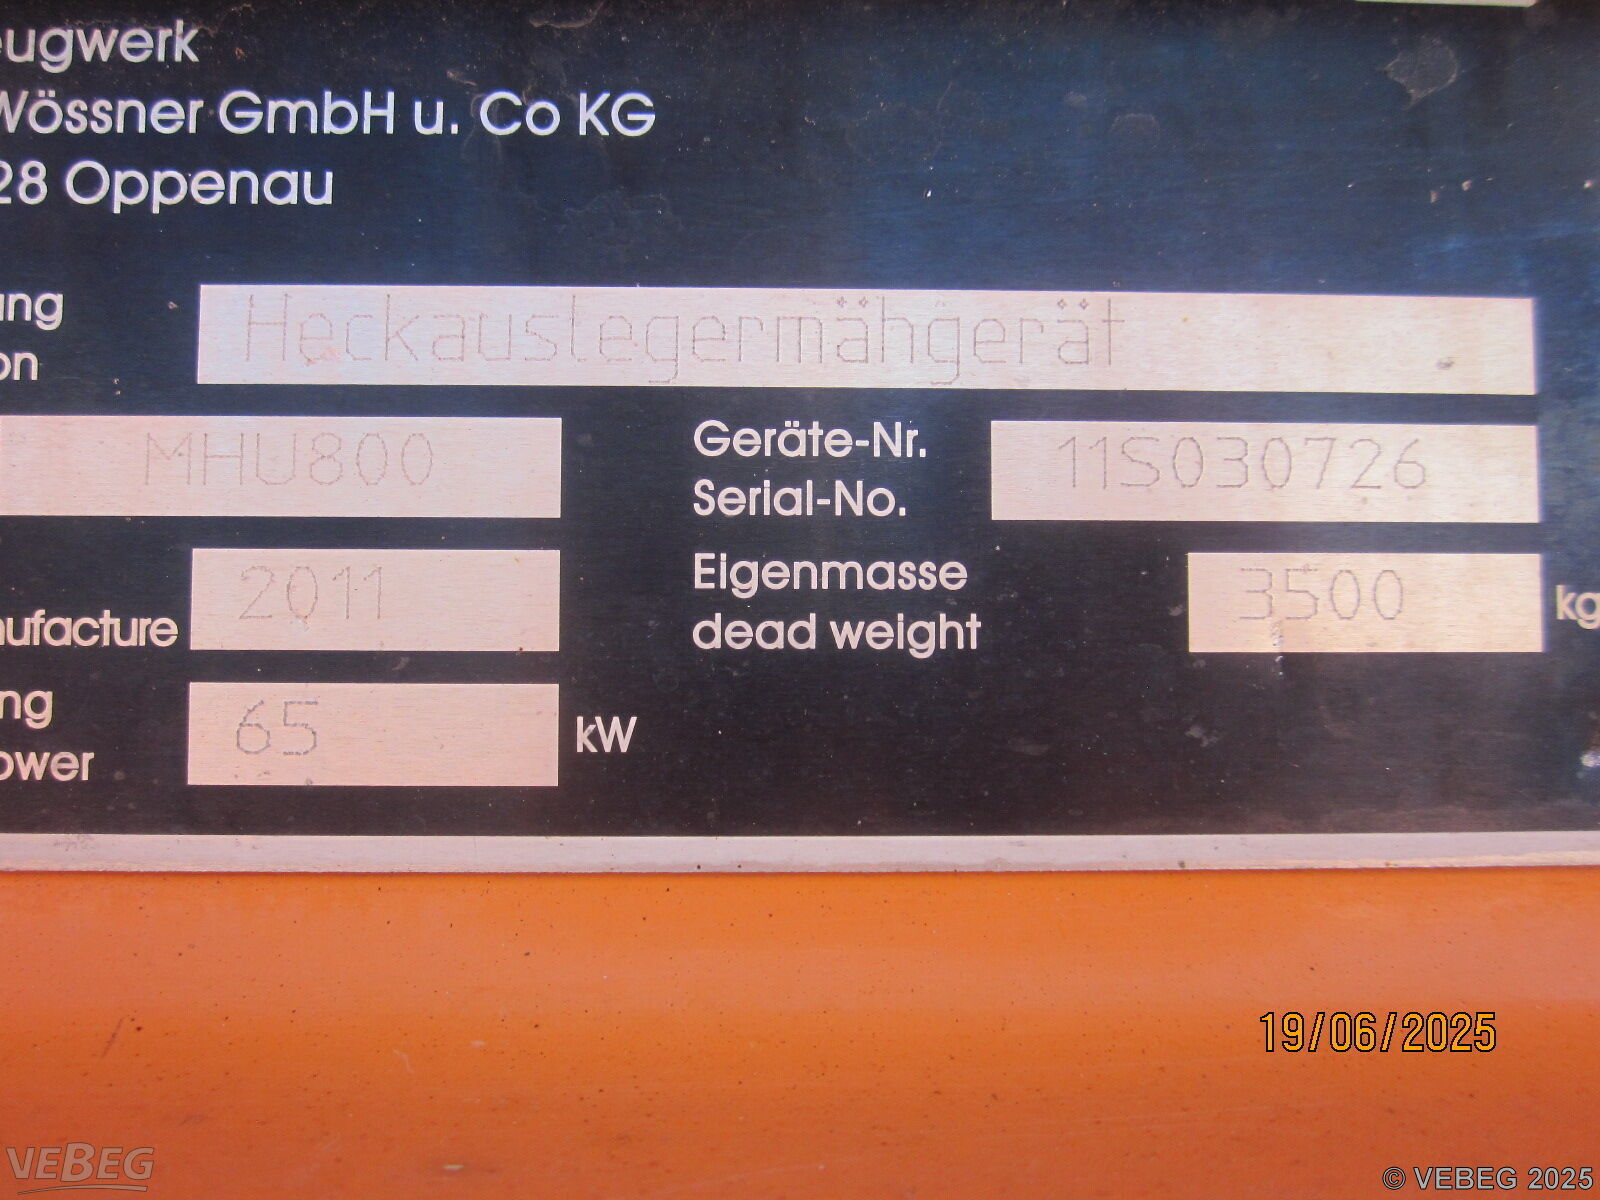 eugwerk
Wössner GmbH u. Co KG
28 Oppenau
ung
on
Heckauslegermähgerät
MHU800
Geräte-Nr.
Serial-No.
11S030726
2011
nufacture
Eigenmasse
dead weight
3500
kg
ng
ower
65
kW
19/06/2025
VEBEG
© VEBEG 2025